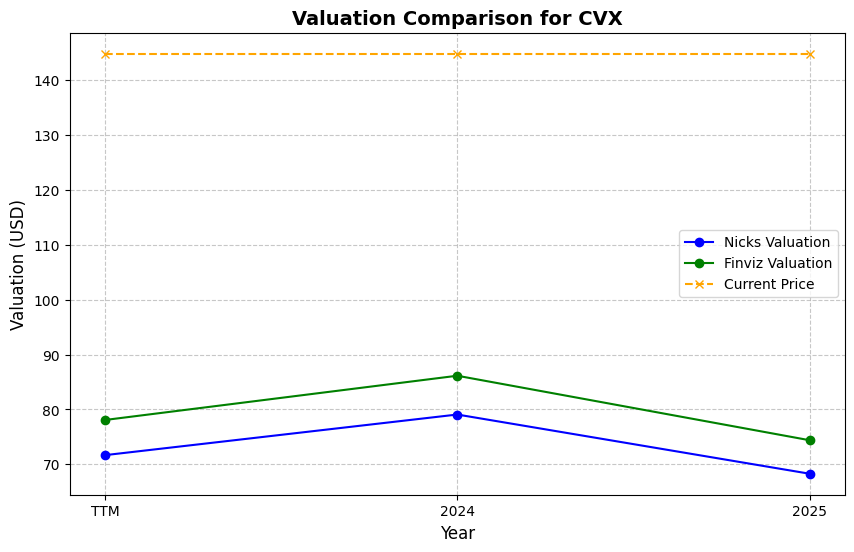 Valuation Comparison for CVX
Valuation (USD)
140
130
120
110
100
90
80
70
Nicks Valuation
Finviz Valuation
Current Price
TTM
2024
2025
Year